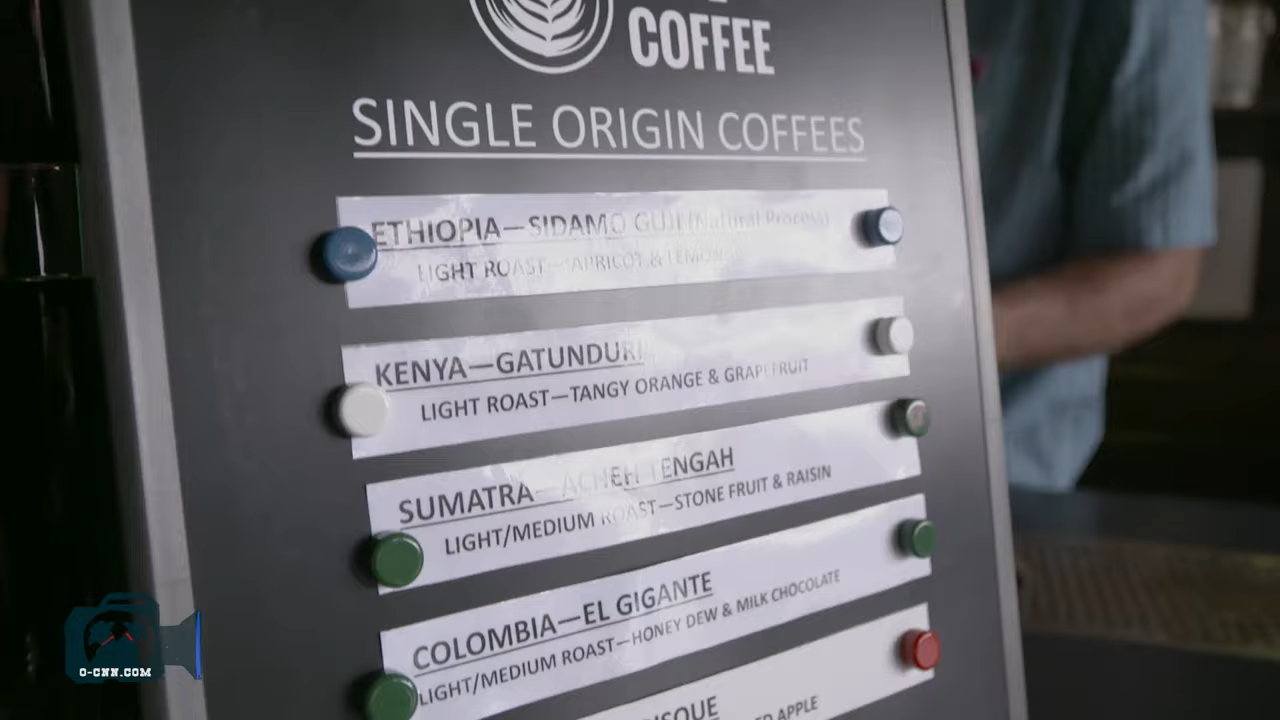 COFFEE
SINGLE ORIGIN COFFEES
ETHIOPIA—SIDAMO GUJI (Natural Process)
LIGHT ROAST—APRICOT & LEMON
KENYA—GATUNDURI
LIGHT ROAST—TANGY ORANGE & GRAPEFRUIT
SUMATRA—ACHEH TENGAH
LIGHT/MEDIUM ROAST—STONE FRUIT & RAISIN
COLOMBIA—EL GIGANTE
LIGHT/MEDIUM ROAST—HONEY DEW & MILK CHOCOLATE
APPLE
O-CNN.COM